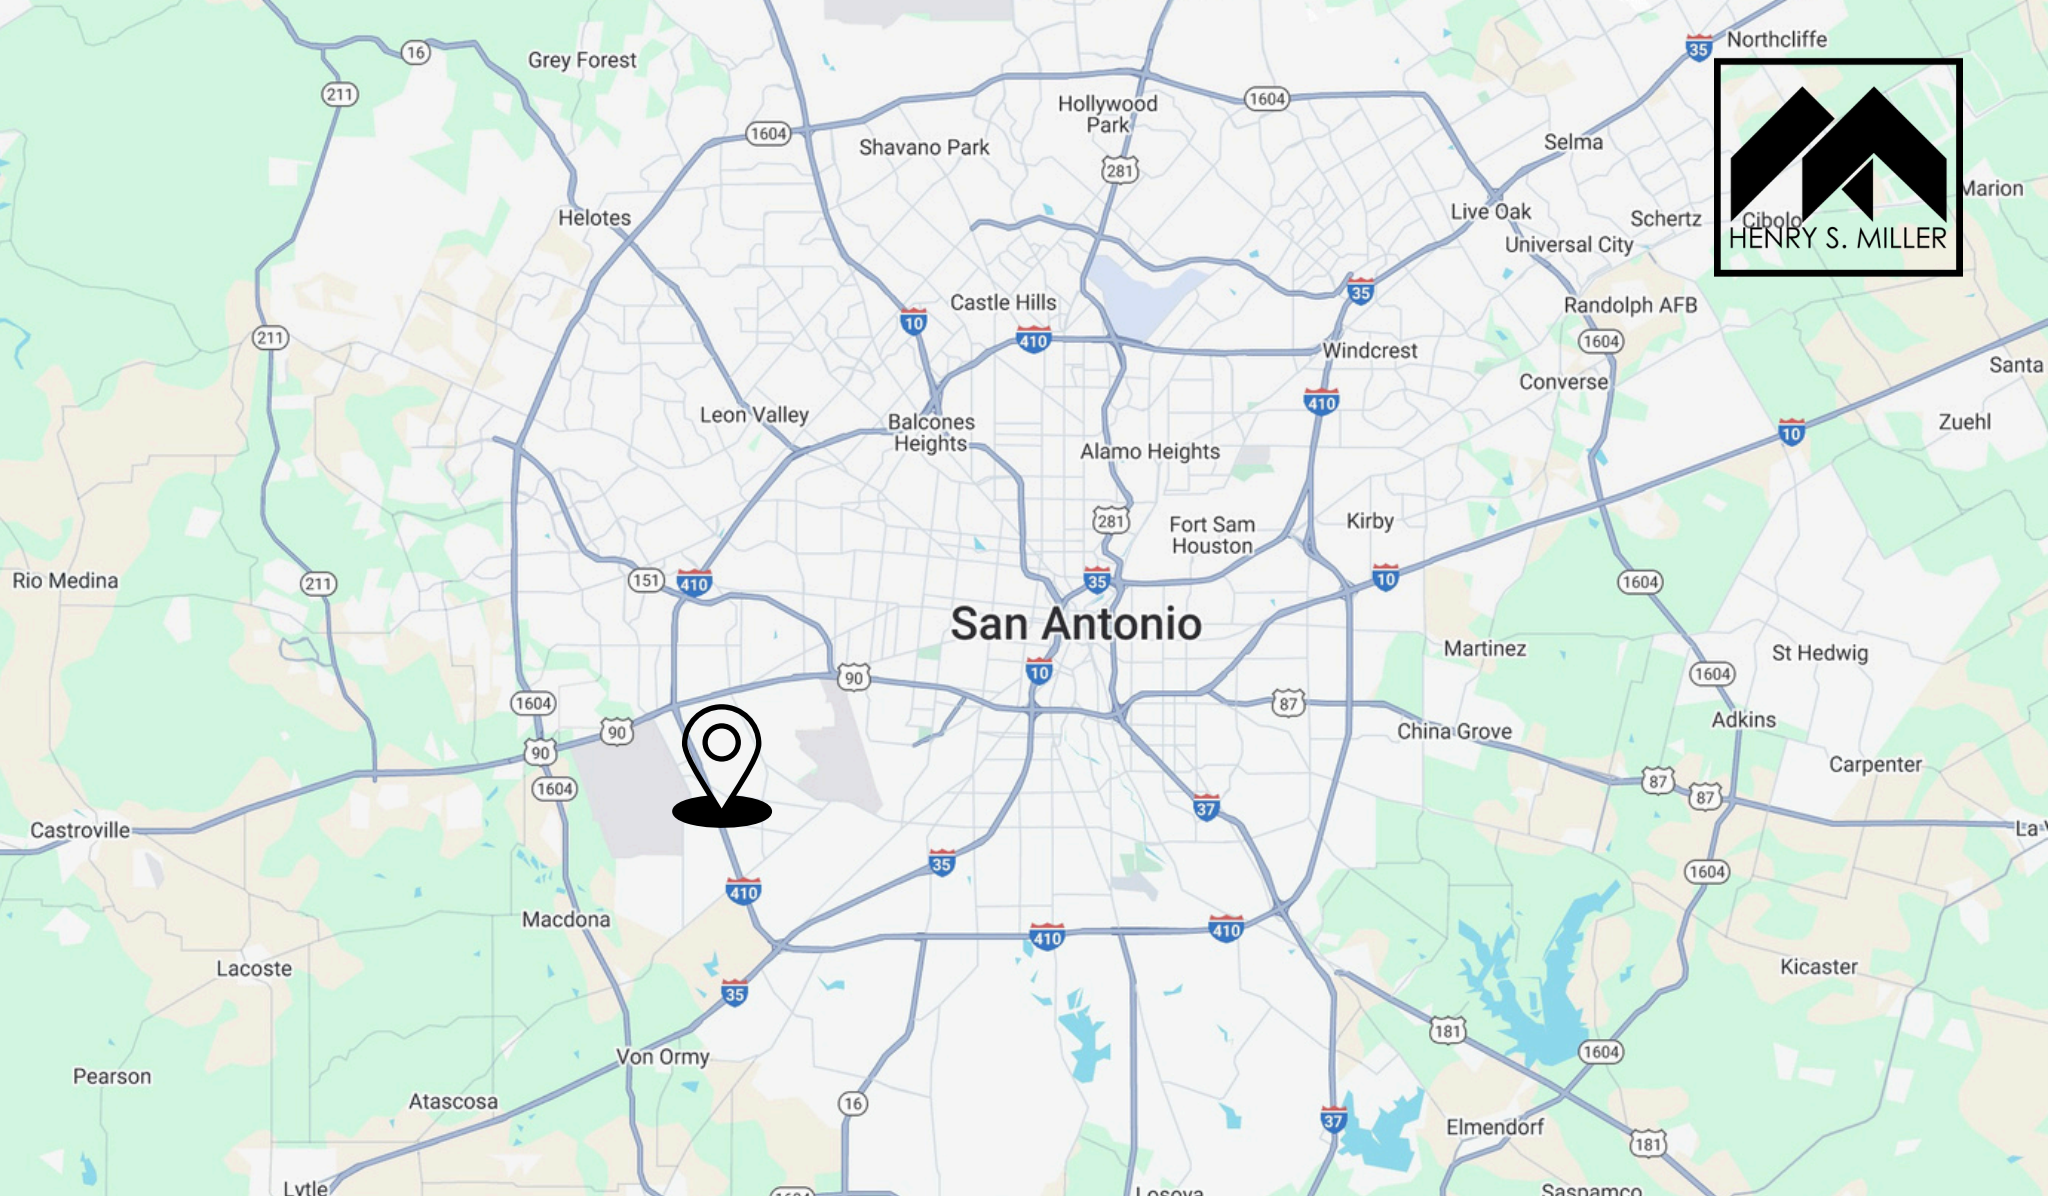 35
Northcliffe
16
Grey Forest
211
1604
Hollywood
Park
1604
Shavano Park
Selma
281
Marion
Helotes
Live Oak
Schertz
Cibolo
Universal City
HENRY S. MILLER
Castle Hills
35
Randolph AFB
10
211
410
1604
Windcrest
Santa
Converse
410
Leon Valley
Balcones
Heights
Zuehl
10
Alamo Heights
281
Fort Sam
Houston
Kirby
Rio Medina
211
151
410
35
10
1604
San Antonio
Martinez
St Hedwig
10
90
1604
1604
87
Adkins
90
China Grove
90
1604
Carpenter
87
87
37
Castroville
La V
35
1604
410
Macdona
410
410
Lacoste
Kicaster
35
181
1604
Von Ormy
Pearson
Atascosa
16
37
Elmendorf
181
Lytle
1604
Losoya
Saspamco